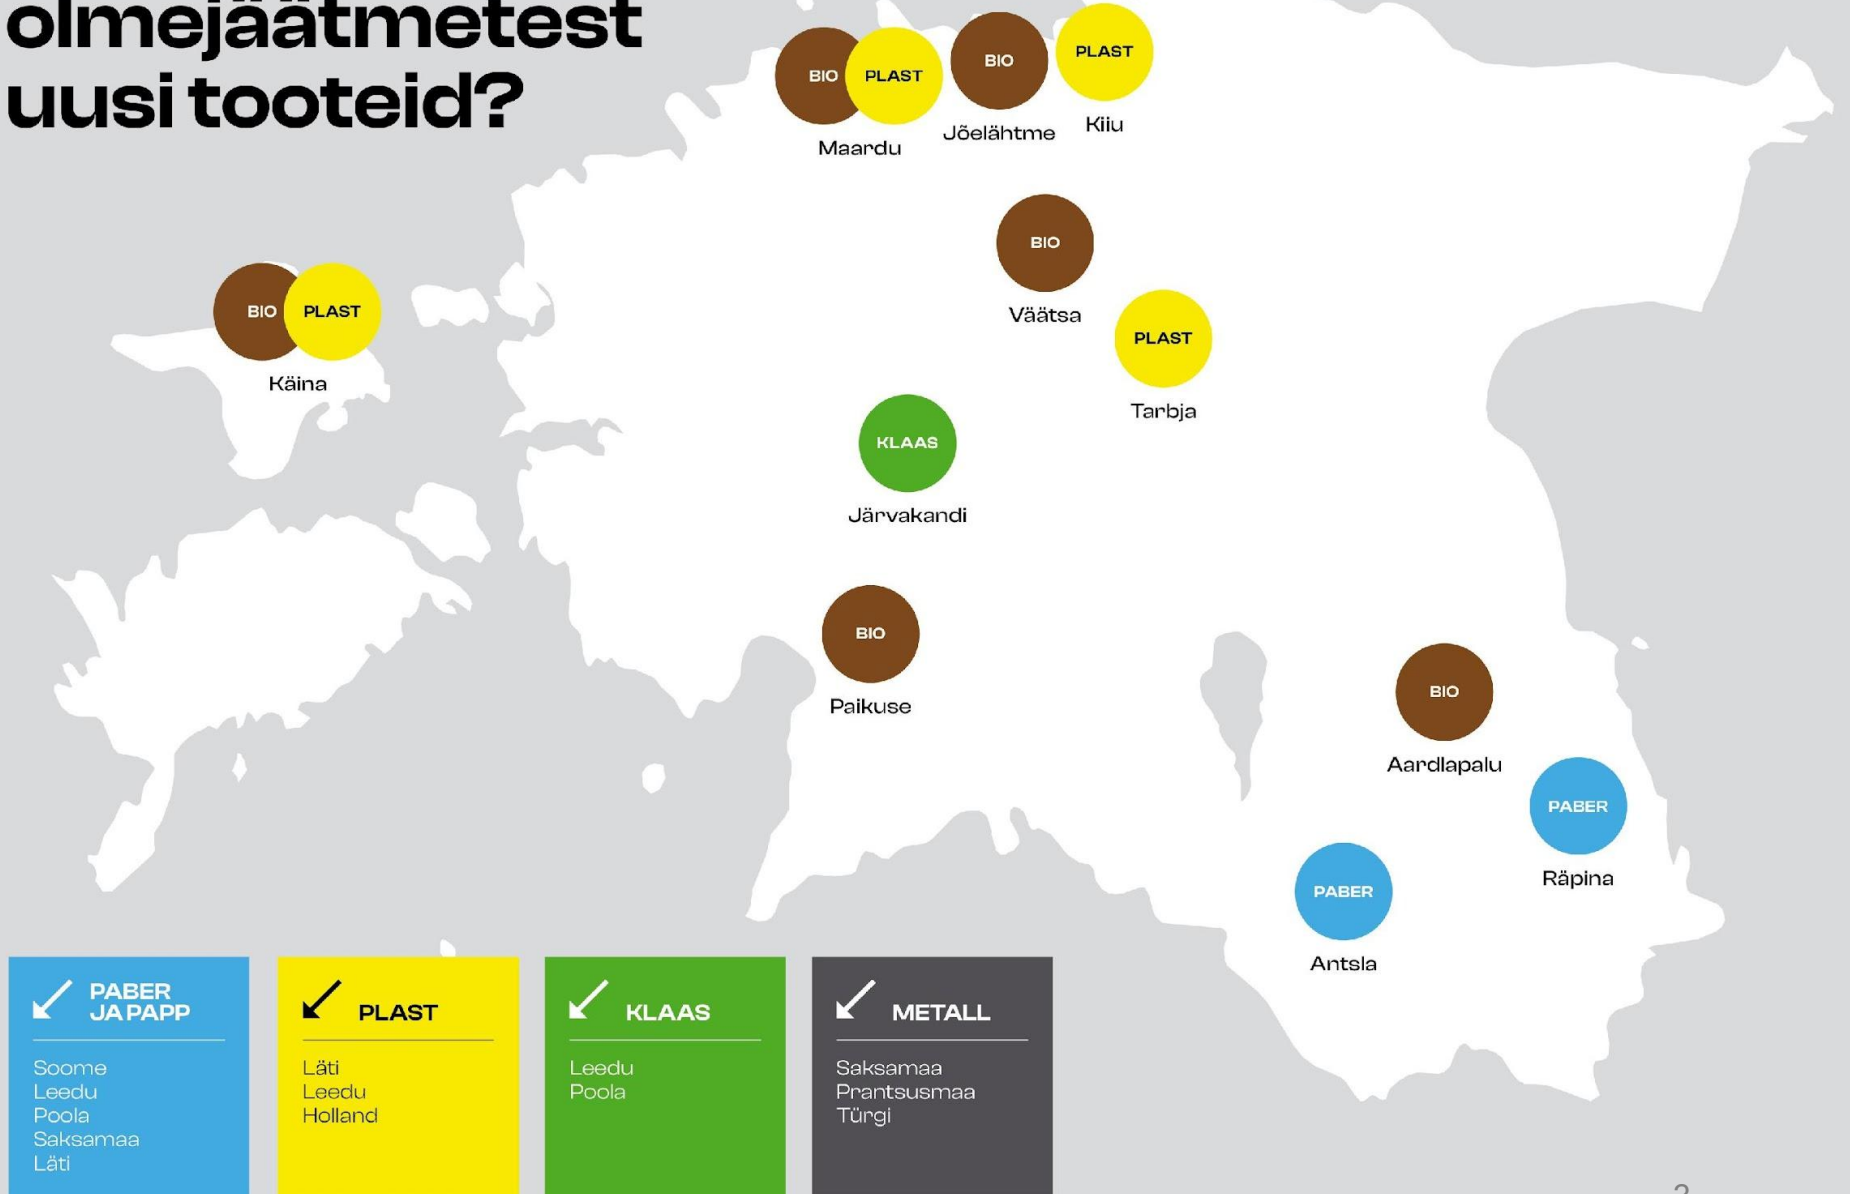 olmejäätmetest
uusi tooteid?
BIO PLAST
Maardu
BIO
Jõelähtme
PLAST
Kiiu
BIO
Väätsa
PLAST
Tarbja
BIO PLAST
Käina
KLAAS
Järvakandi
BIO
Paikuse
BIO
Aardlapalu
PABER
Räpina
PABER
Antsla
PABER
JA PAPP
Soome
Leedu
Poola
Saksamaa
Läti
PLAST
Läti
Leedu
Holland
KLAAS
Leedu
Poola
METALL
Saksamaa
Prantsusmaa
Türgi